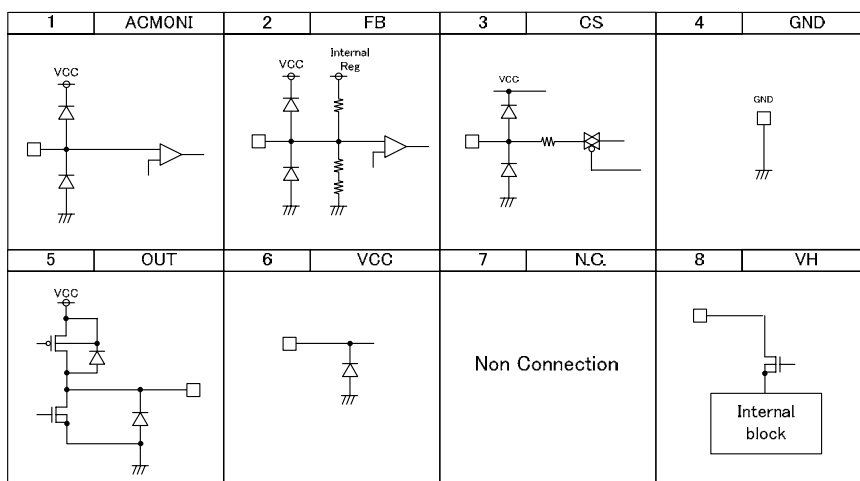 1 ACMONI 2 FB 3 CS 4 GND
VCC
VCC
Internal
Reg
VCC
GND
5 OUT 6 VCC 7 N.C. 8 VH
VCC
Non Connection
Internal
block